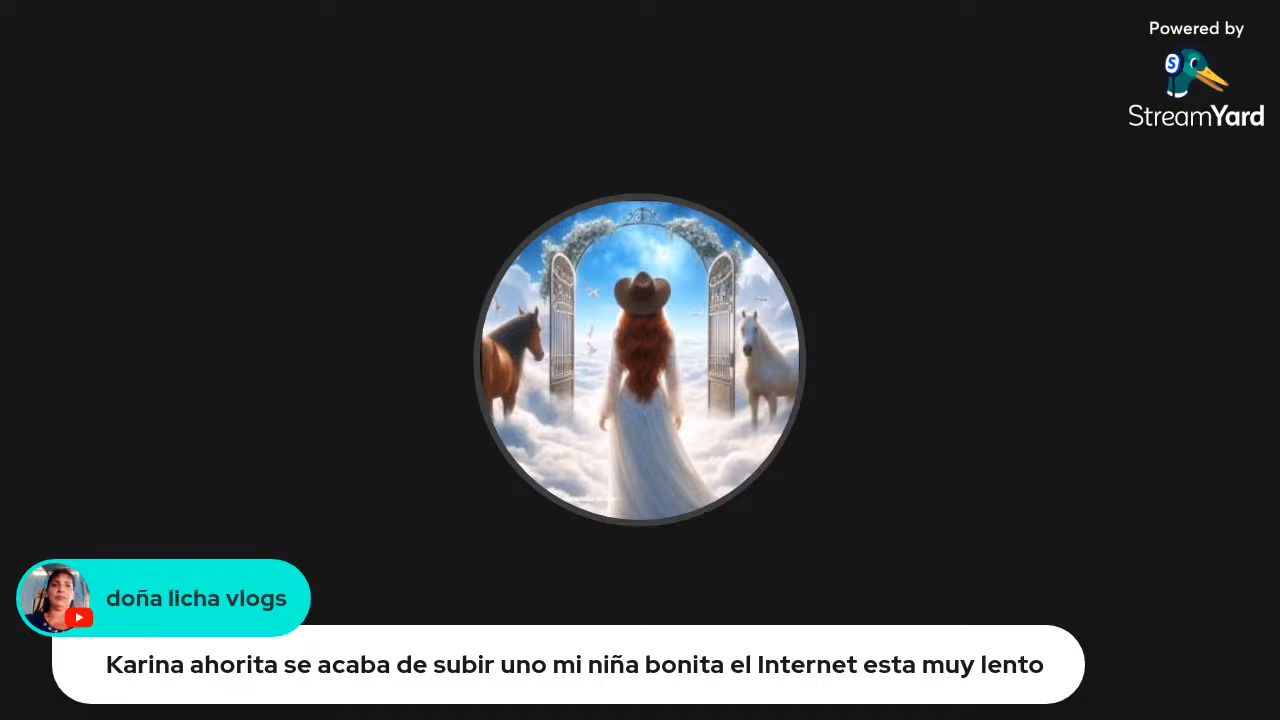 Powered by
StreamYard
doña licha vlogs
Karina ahorita se acaba de subir uno mi niña bonita el Internet esta muy lento